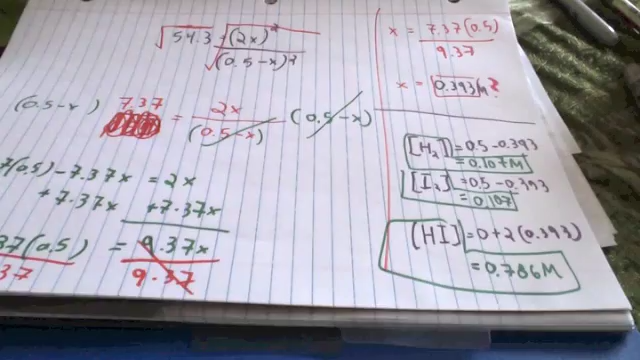 √54.3 = √(2x)²
√(0.5-x)²
(0.5-x) 7.37 = 2x (0.5-x)
(0.5-x)
7(0.5) - 7.37x = 2x
+7.37x +7.37x
37(0.5) = 9.37x
37 9.37
x = 7.37(0.5)
9.37
x = 0.393M
[H₂] = 0.5-0.393
= 0.107M
[I₂] = 0.5-0.393
= 0.107
[HI] = 0+2(0.393)
= 0.786M